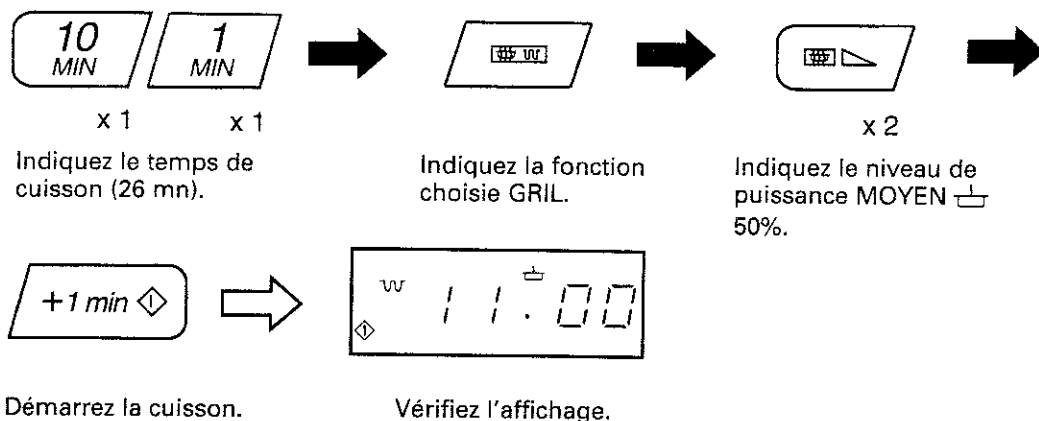 10
MIN
1
MIN
x 1
x 1
x 2
Indiquez le temps de
cuisson (26 mn).
Indiquez la fonction
choisie GRIL.
Indiquez le niveau de
puissance MOYEN
50%.
+1 min
11.00
Démarrez la cuisson.
Vérifiez l'affichage.